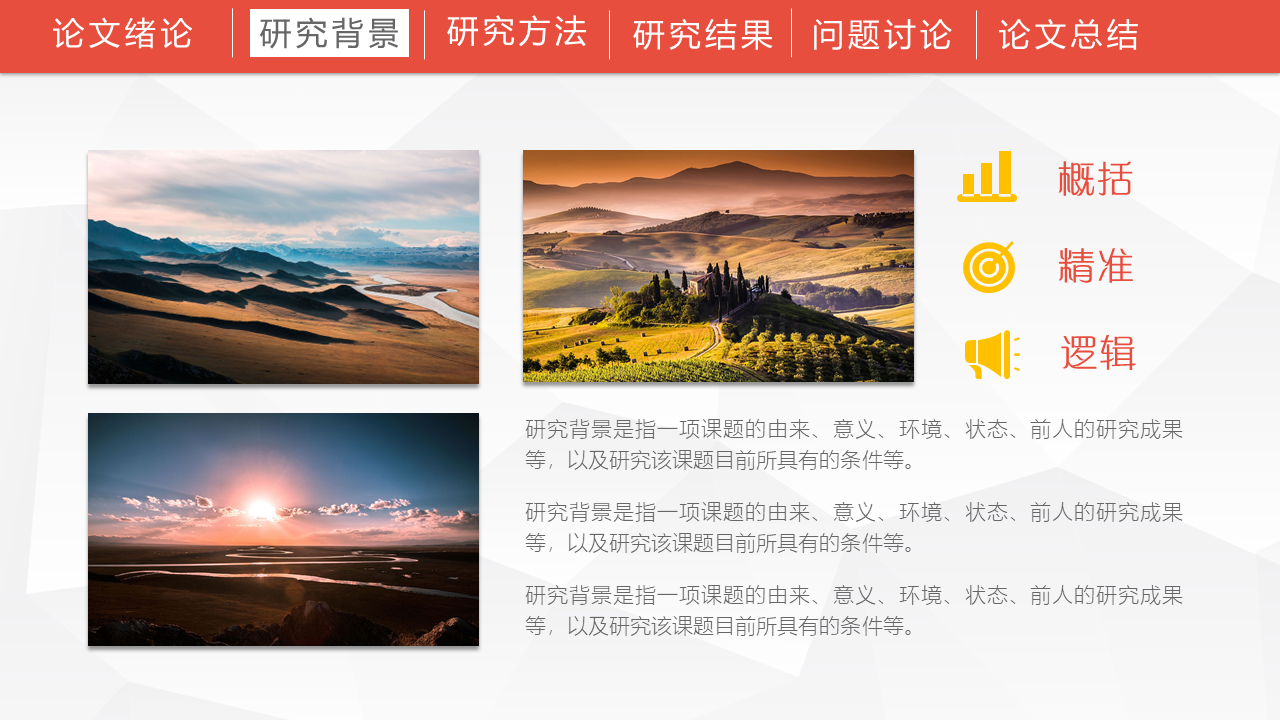 论文绪论
研究背景
研究方法
研究结果
问题讨论
论文总结
概括
精准
逻辑
研究背景是指一项课题的由来、意义、环境、状态、前人的研究成果
等，以及研究该课题目前所具有的条件等。
研究背景是指一项课题的由来、意义、环境、状态、前人的研究成果
等，以及研究该课题目前所具有的条件等。
研究背景是指一项课题的由来、意义、环境、状态、前人的研究成果
等，以及研究该课题目前所具有的条件等。